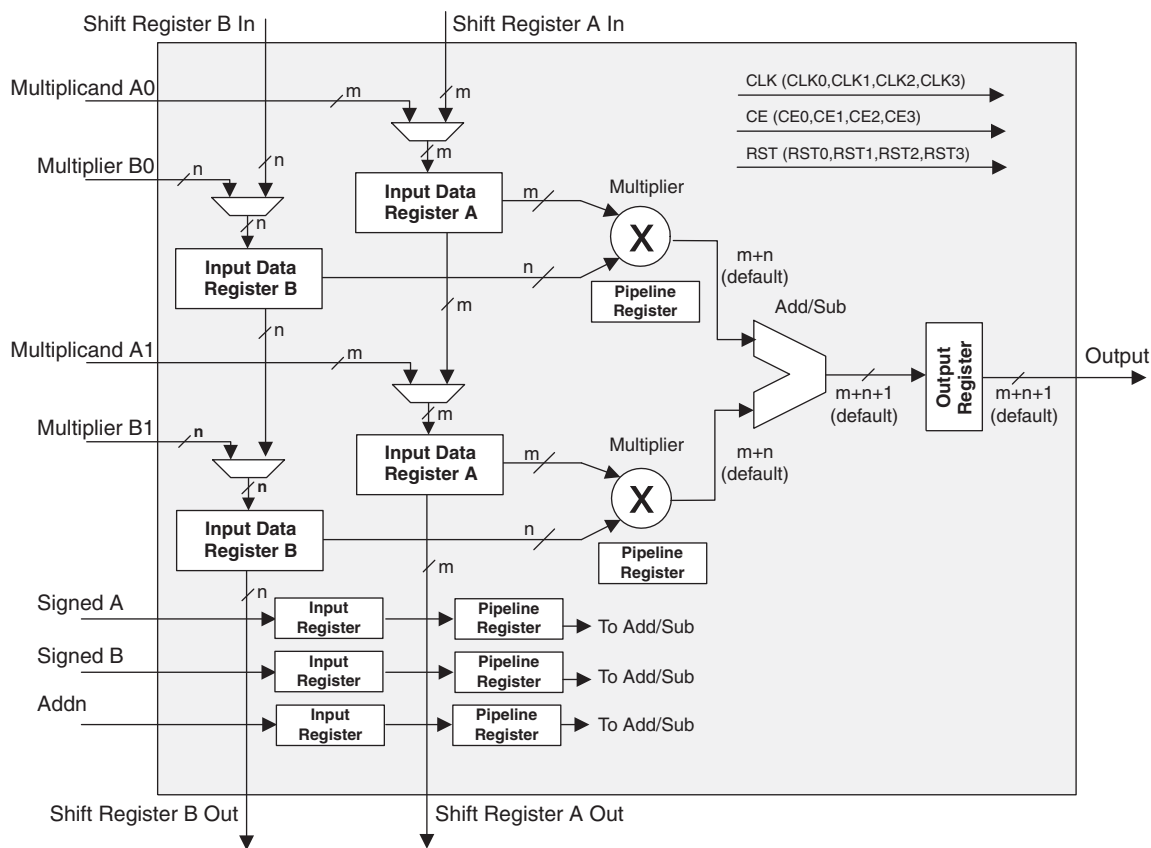 Shift Register B In
Shift Register A In
Multiplicand A0
m
m
CLK (CLK0,CLK1,CLK2,CLK3)
CE (CE0,CE1,CE2,CE3)
RST (RST0,RST1,RST2,RST3)
Multiplier B0
n
n
m
Input Data
Register A
m
Multiplier
X
n
Input Data
Register B
n
m+n
(default)
Pipeline
Register
m
n
Add/Sub
Multiplicand A1
m
Output
Register
Output
m+n+1
(default)
m+n+1
(default)
m
Multiplier B1
n
Input Data
Register A
m
Multiplier
X
m+n
(default)
n
Input Data
Register B
n
Pipeline
Register
m
n
Signed A
Input
Register
Pipeline
Register
To Add/Sub
Signed B
Input
Register
Pipeline
Register
To Add/Sub
Addn
Input
Register
Pipeline
Register
To Add/Sub
Shift Register B Out
Shift Register A Out